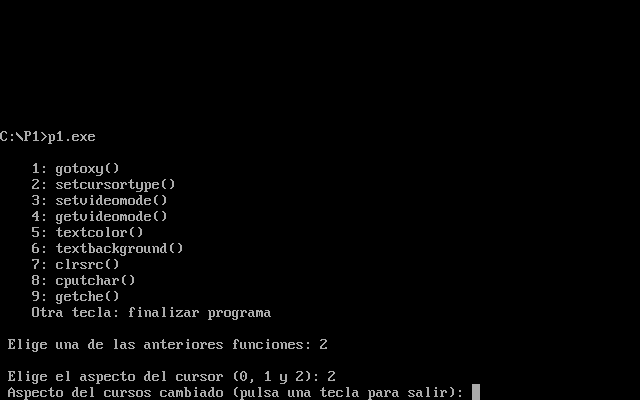 C:\P1>p1.exe
1: gotoxy()
2: setcursortype()
3: setvideomode()
4: getvideomode()
5: textcolor()
6: textbackground()
7: clrsrc()
8: cputchar()
9: getche()
Otra tecla: finalizar programa
Elige una de las anteriores funciones: 2
Elige el aspecto del cursor (0, 1 y 2): 2
Aspecto del cursos cambiado (pulsa una tecla para salir):